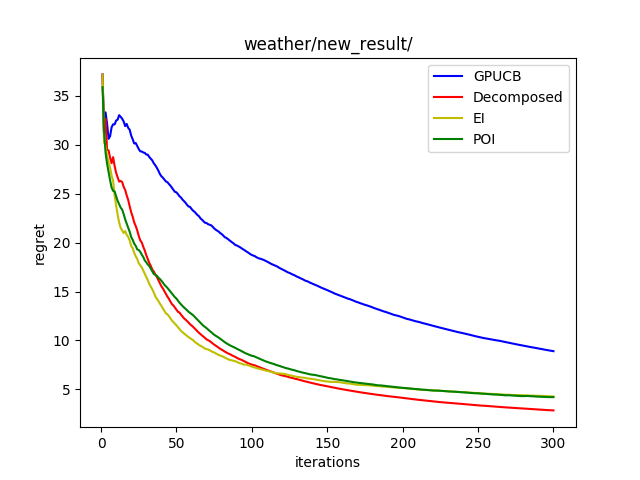 weather/new_result/
GPUCB
Decomposed
EI
POI
regret
35
30
25
20
15
10
5
0 50 100 150 200 250 300
iterations